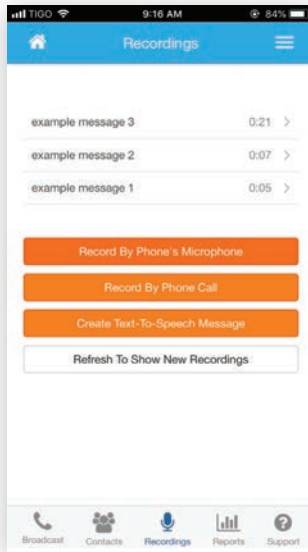 TIGO 9:16 AM 84%
Recordings
example message 3 0:21
example message 2 0:07
example message 1 0:05
Record By Phone's Microphone
Record By Phone Call
Create Text-To-Speech Message
Refresh To Show New Recordings
Broadcast Contacts Recordings Reports Support